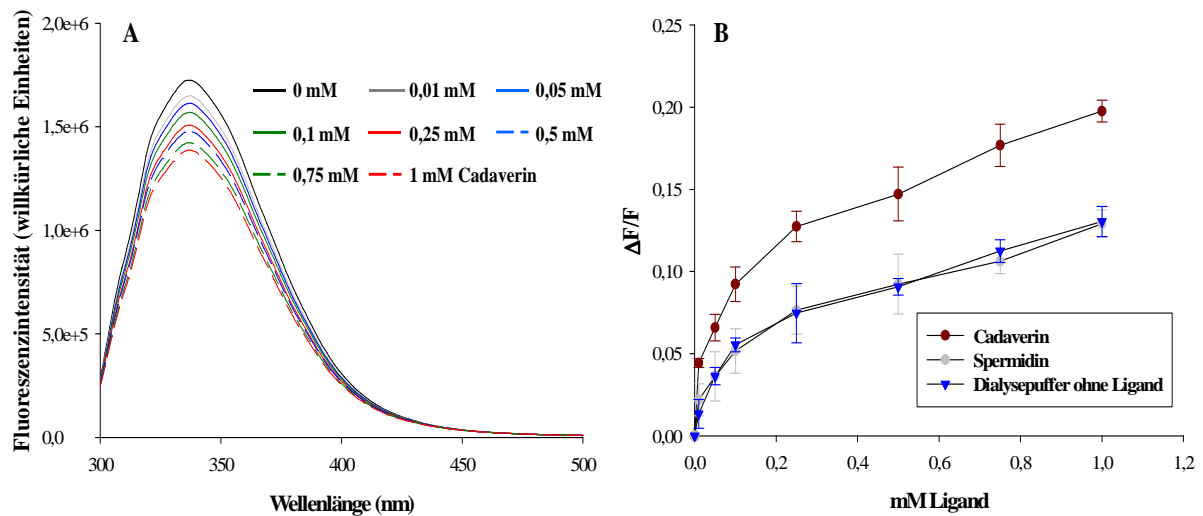 A
Fluoreszintensität (willkürliche Einheiten)
2,0e+6
1,5e+6
1,0e+6
5,0e+5
0,0
300
350
400
450
500
Wellenlänge (nm)
0 mM
0,01 mM
0,05 mM
0,1 mM
0,25 mM
0,5 mM
0,75 mM
1 mM Cadaverin
B
ΔF/F
0,25
0,20
0,15
0,10
0,05
0,00
0,0
0,2
0,4
0,6
0,8
1,0
1,2
mM Ligand
Cadaverin
Spermidin
Dialysepuffer ohne Ligand